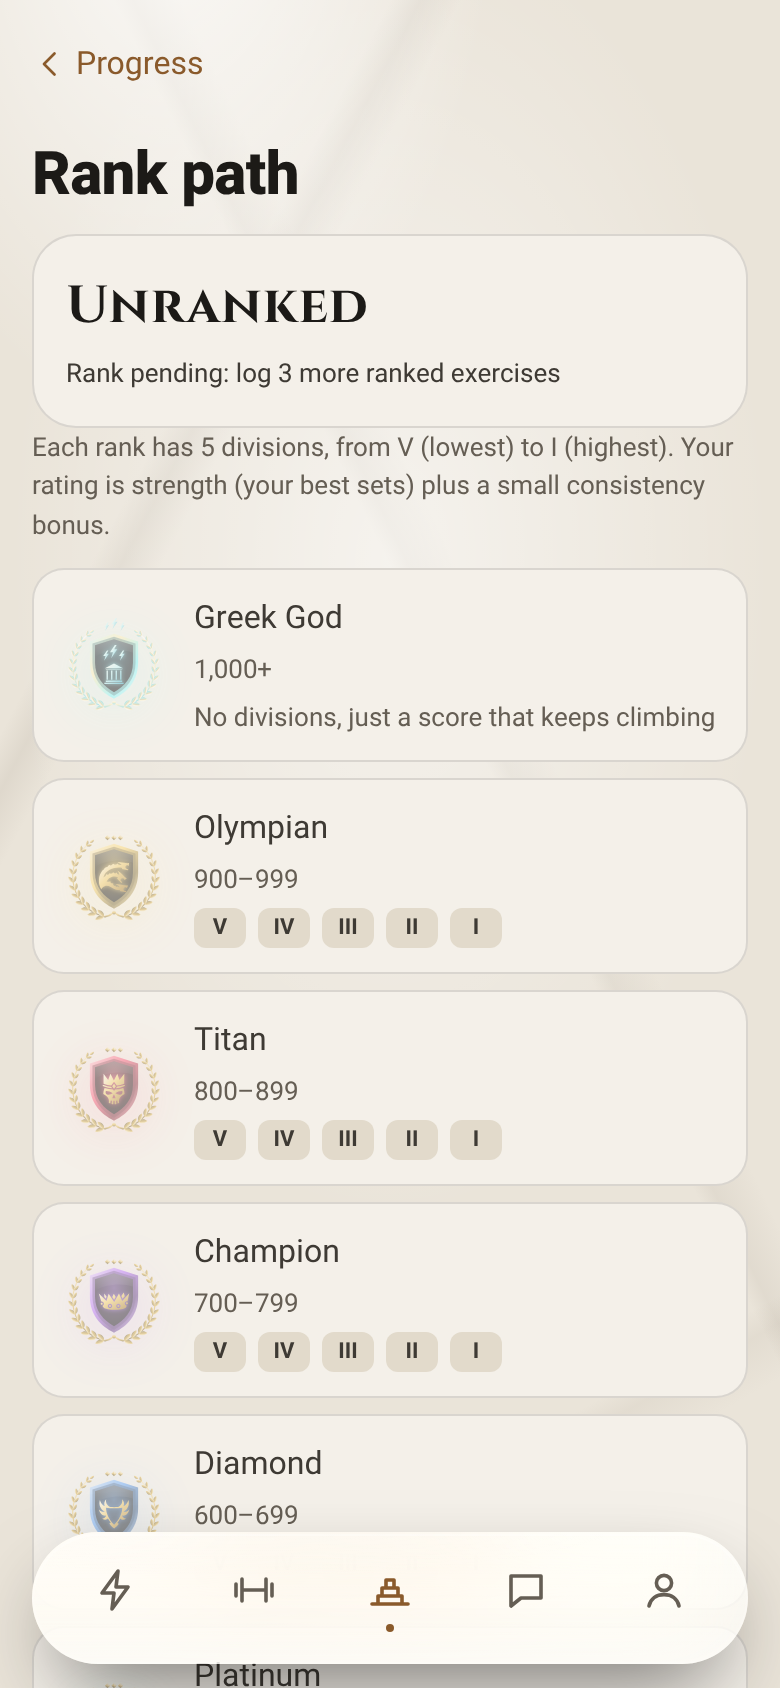 Progress
Rank path
Unranked
Rank pending: log 3 more ranked exercises
Each rank has 5 divisions, from V (lowest) to I (highest). Your
rating is strength (your best sets) plus a small consistency
bonus.
Greek God
1,000+
No divisions, just a score that keeps climbing
Olympian
900–999
V IV III II I
Titan
800–899
V IV III II I
Champion
700–799
V IV III II I
Diamond
600–699
Platinum